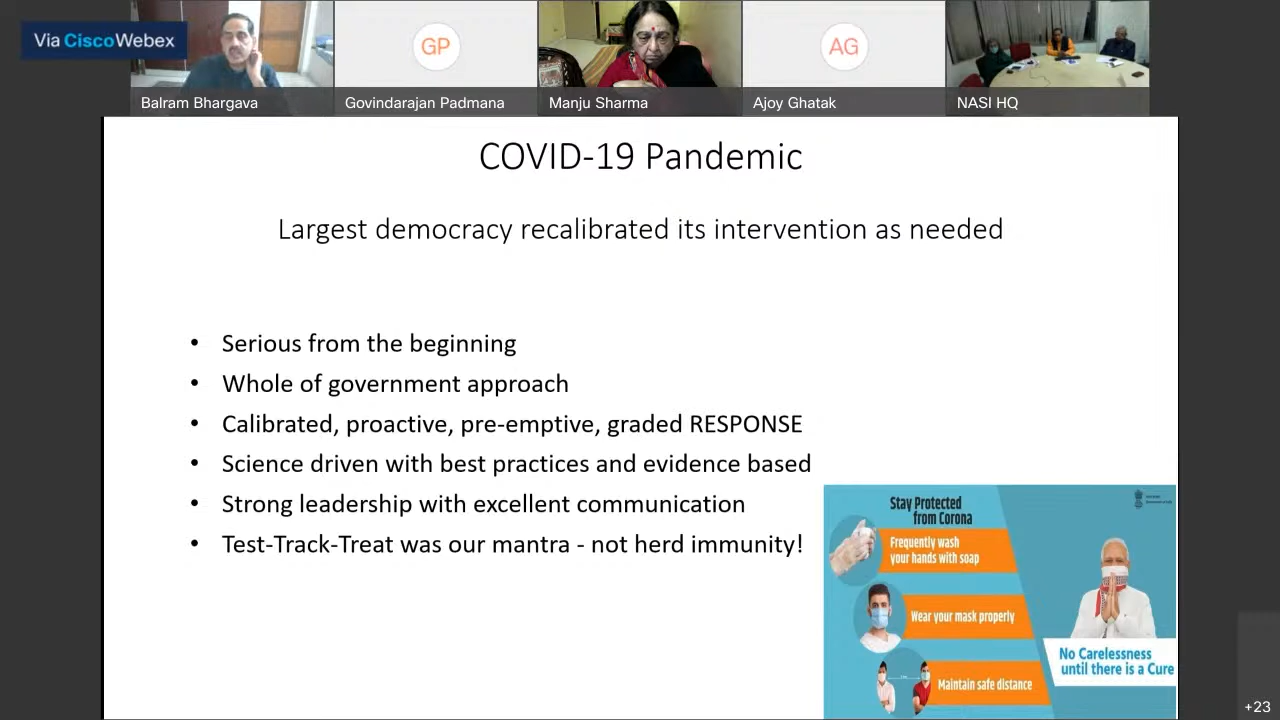 Via CiscoWebex
GP
AG
Balram Bhargava
Govindarajan Padmana
Manju Sharma
Ajoy Ghatak
NASI HQ
COVID-19 Pandemic
Largest democracy recalibrated its intervention as needed
• Serious from the beginning
• Whole of government approach
• Calibrated, proactive, pre-emptive, graded RESPONSE
• Science driven with best practices and evidence based
• Strong leadership with excellent communication
• Test-Track-Treat was our mantra - not herd immunity!
Stay Protected
from Corona
Frequently wash
your hands with soap
Wear your mask properly
Maintain safe distance
No Carelessness
until there is a Cure
+23